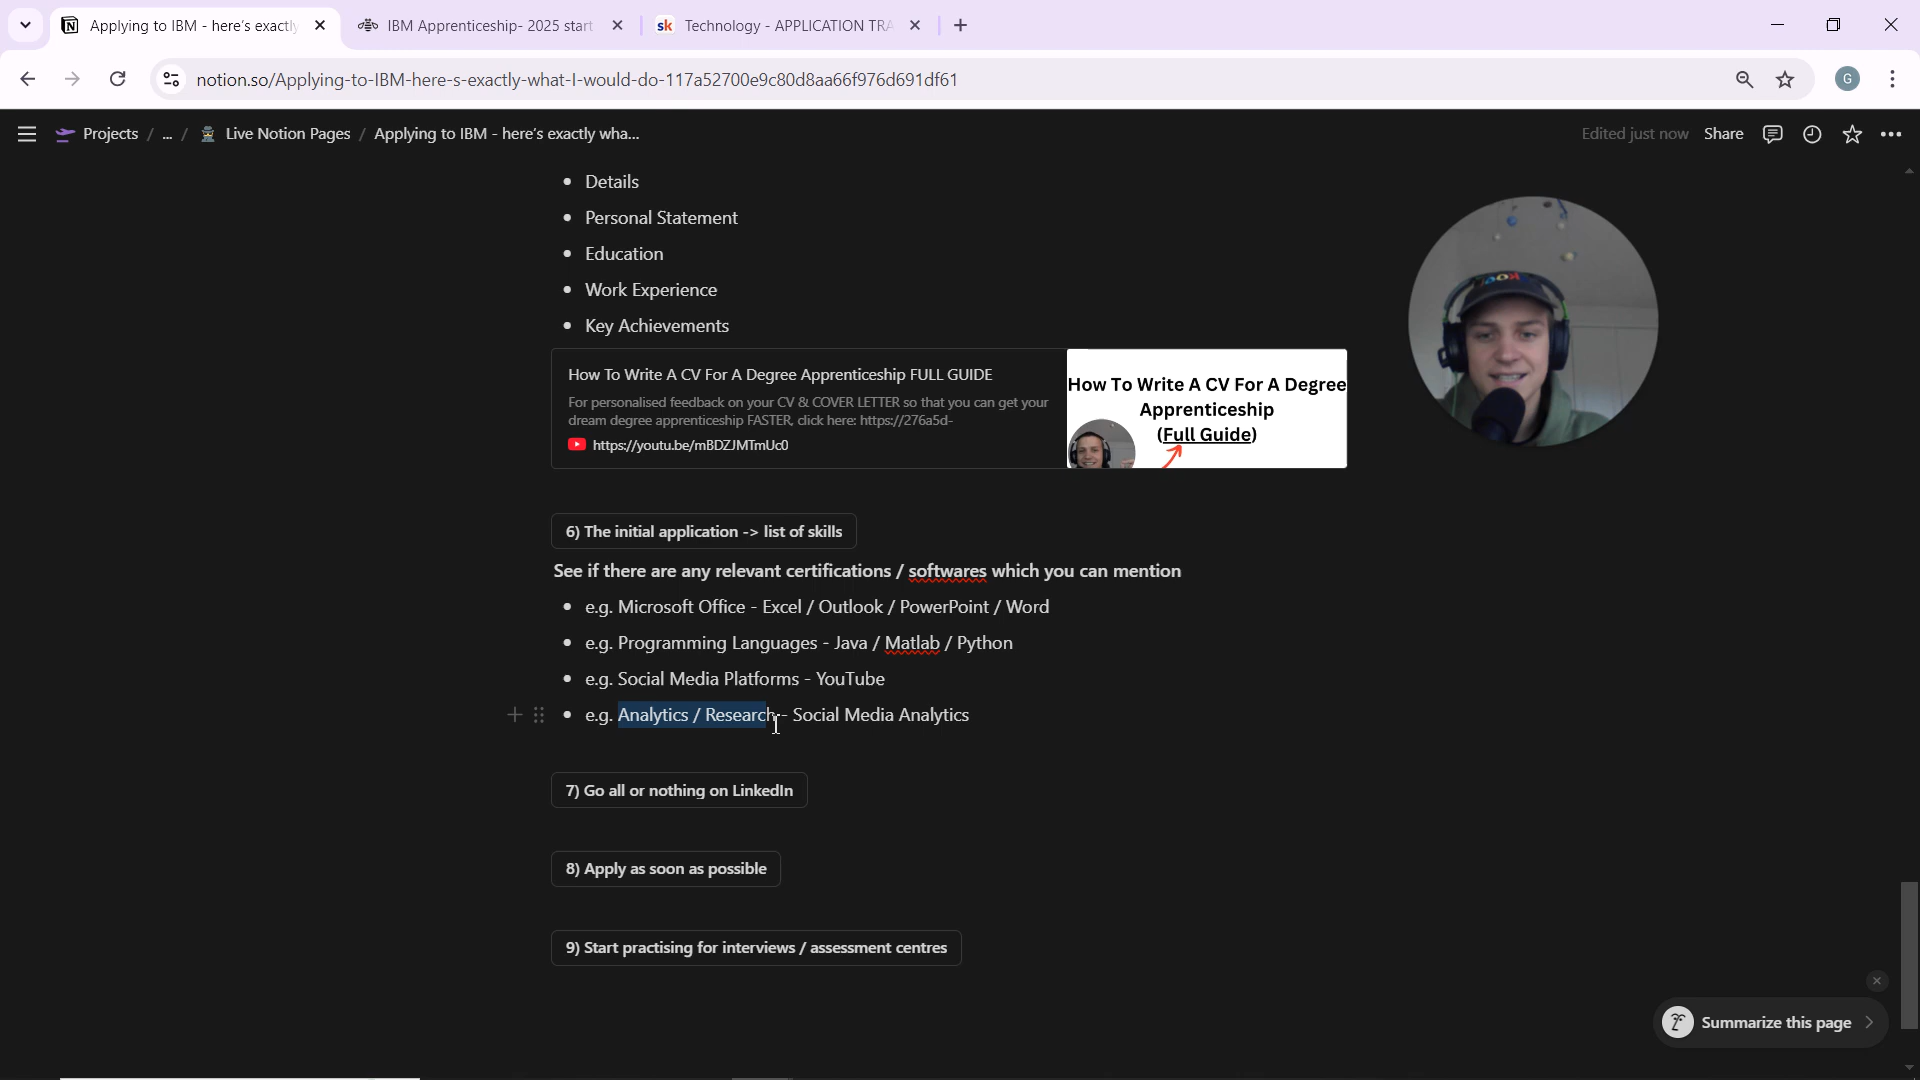 Applying to IBM - here's exactly
IBM Apprenticeship- 2025 start
sk Technology - APPLICATION TRA
notion.so/Applying-to-IBM-here-s-exactly-what-I-would-do-117a52700e9c80d8aa66f976d691df61
G
Projects / ... / Live Notion Pages / Applying to IBM - here's exactly wha...
Edited just now Share
• Details
• Personal Statement
• Education
• Work Experience
• Key Achievements
How To Write A CV For A Degree Apprenticeship FULL GUIDE
For personalised feedback on your CV & COVER LETTER so that you can get your
dream degree apprenticeship FASTER, click here: https://276a5d-
https://youtu.be/mBDZJMTmUc0
How To Write A CV For A Degree
Apprenticeship
(Full Guide)
6) The initial application -> list of skills
See if there are any relevant certifications / softwares which you can mention
• e.g. Microsoft Office - Excel / Outlook / PowerPoint / Word
• e.g. Programming Languages - Java / Matlab / Python
• e.g. Social Media Platforms - YouTube
• e.g. Analytics / Research - Social Media Analytics
7) Go all or nothing on LinkedIn
8) Apply as soon as possible
9) Start practising for interviews / assessment centres
Summarize this page